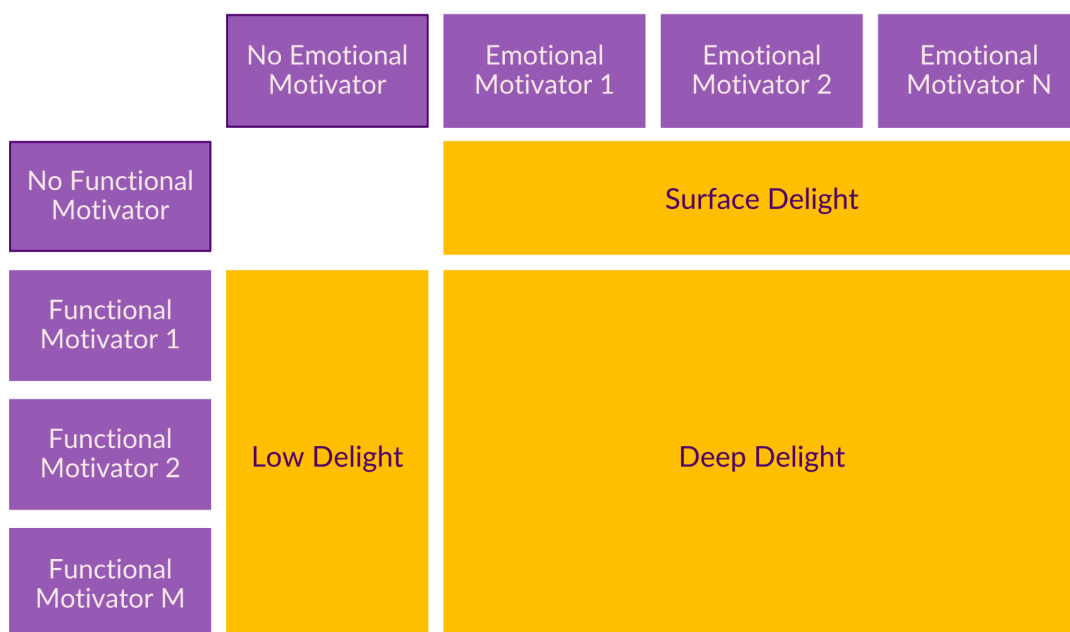 No Emotional
Motivator
Emotional
Motivator 1
Emotional
Motivator 2
Emotional
Motivator N
No Functional
Motivator
Surface Delight
Functional
Motivator 1
Functional
Motivator 2
Low Delight
Deep Delight
Functional
Motivator M